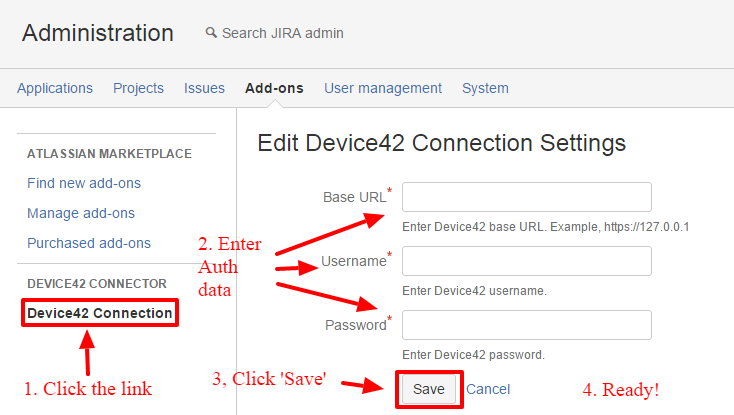 Administration
Search JIRA admin
Applications Projects Issues Add-ons User management System
ATLASSIAN MARKETPLACE
Find new add-ons
Manage add-ons
Purchased add-ons
DEVICE42 CONNECTOR
Device42 Connection
1. Click the link
Edit Device42 Connection Settings
2. Enter
Auth
data
Base URL*
Enter Device42 base URL. Example, https://127.0.0.1
Username*
Enter Device42 username.
Password*
Enter Device42 password.
3, Click 'Save'
Save Cancel
4. Ready!